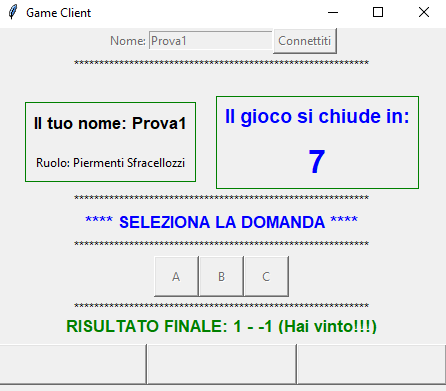 Game Client
Nome: Prova1 Connettiti
***********************************************************
Il tuo nome: Prova1
Ruolo: Piermenti Sfracellozzi
Il gioco si chiude in:
7
***********************************************************
**** SELEZIONA LA DOMANDA ****
***********************************************************
A B C
***********************************************************
RISULTATO FINALE: 1 - -1 (Hai vinto!!!)